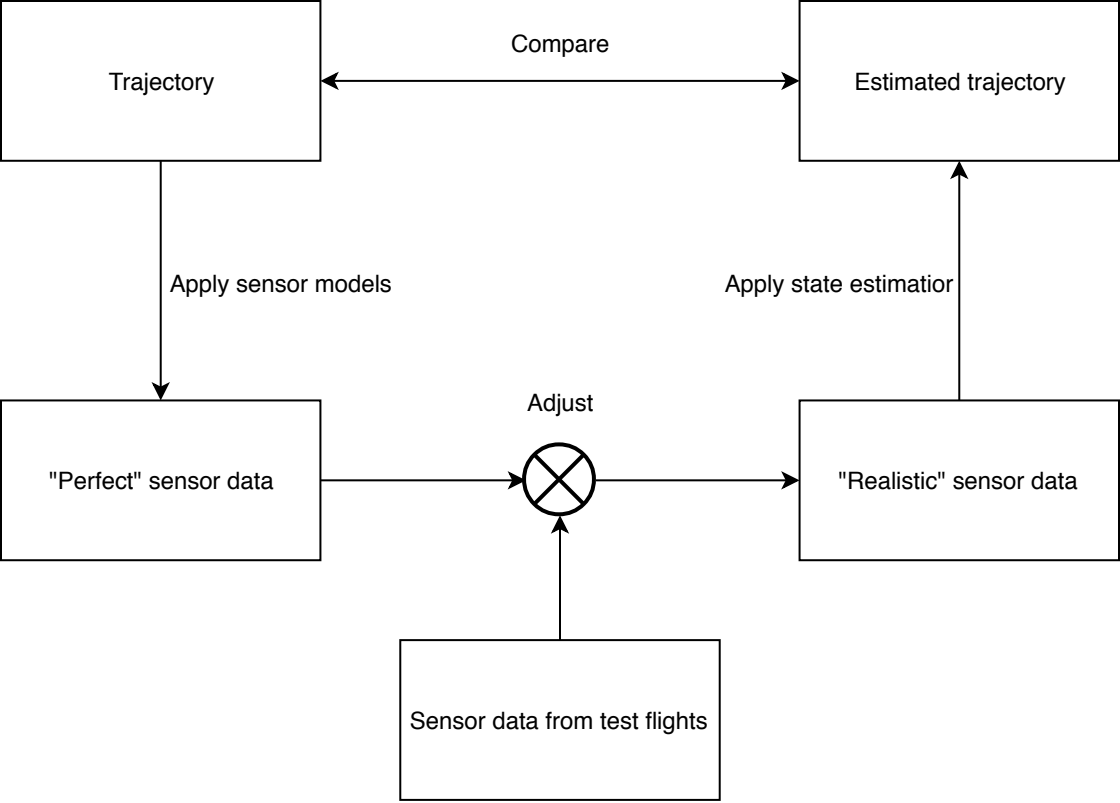 Compare
Trajectory
Estimated trajectory
Apply sensor models
Apply state estimatior
Adjust
"Perfect" sensor data
"Realistic" sensor data
Sensor data from test flights